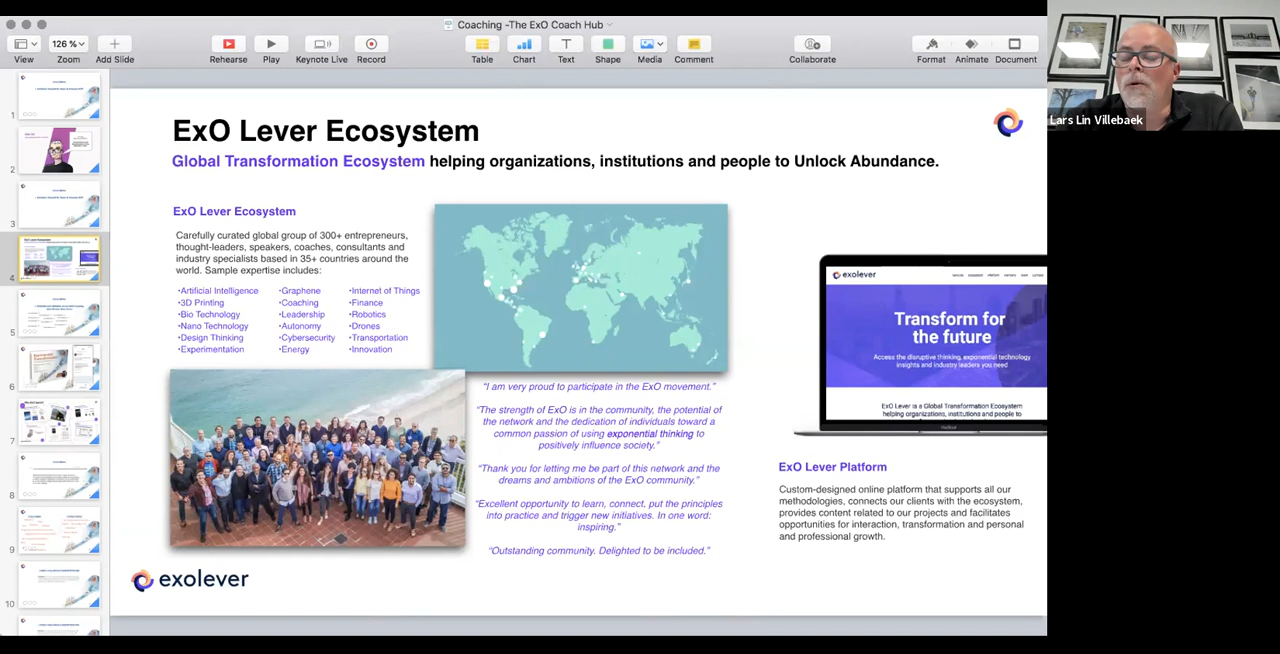 Coaching -The ExO Coach Hub
126 %
View
Zoom
Add Slide
Rehearse
Play
Keynote Live
Record
Table
Chart
Text
Shape
Media
Comment
Collaborate
Format
Animate
Document
Lars Lin Villebaek
1
2
3
4
5
6
7
8
9
10
ExO Lever Ecosystem
Global Transformation Ecosystem helping organizations, institutions and people to Unlock Abundance.
ExO Lever Ecosystem
Carefully curated global group of 300+ entrepreneurs,
thought-leaders, speakers, coaches, consultants and
industry specialists based in 35+ countries around the
world. Sample expertise includes:
•Artificial Intelligence
•3D Printing
•Bio Technology
•Nano Technology
•Design Thinking
•Experimentation
•Graphene
•Coaching
•Leadership
•Autonomy
•Cybersecurity
•Energy
•Internet of Things
•Finance
•Robotics
•Drones
•Transportation
•Innovation
“I am very proud to participate in the ExO movement.”
“The strength of ExO is in the community, the potential of
the network and the dedication of individuals toward a
common passion of using exponential thinking to
positively influence society.”
“Thank you for letting me be part of this network and the
dreams and ambitions of the ExO community.”
“Excellent opportunity to learn, connect, put the principles
into practice and trigger new initiatives. In one word:
inspiring.”
“Outstanding community. Delighted to be included.”
exolever
Transform for
the future
Access the disruptive thinking, exponential technology
insights and industry leaders you need
ExO Lever is a Global Transformation Ecosystem
helping organizations, institutions and people to
ExO Lever Platform
Custom-designed online platform that supports all our
methodologies, connects our clients with the ecosystem,
provides content related to our projects and facilitates
opportunities for interaction, transformation and personal
and professional growth.
exolever